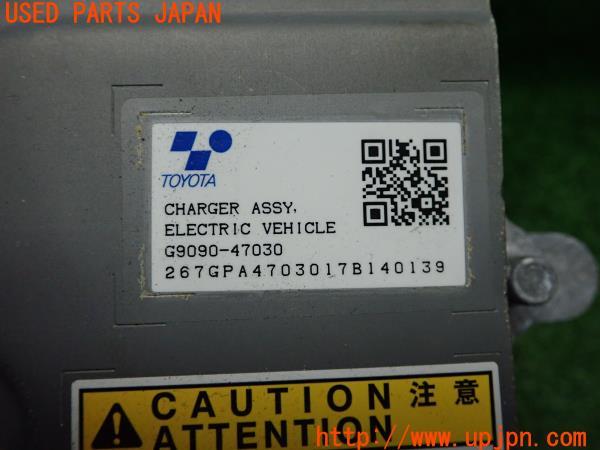 USED PARTS JAPAN
TOYOTA
CHARGER ASSY,
ELECTRIC VEHICLE
G9090-47030
267GPA4703017B140139
CAUTION 注意
ATTENTION
http://www.upjpn.com